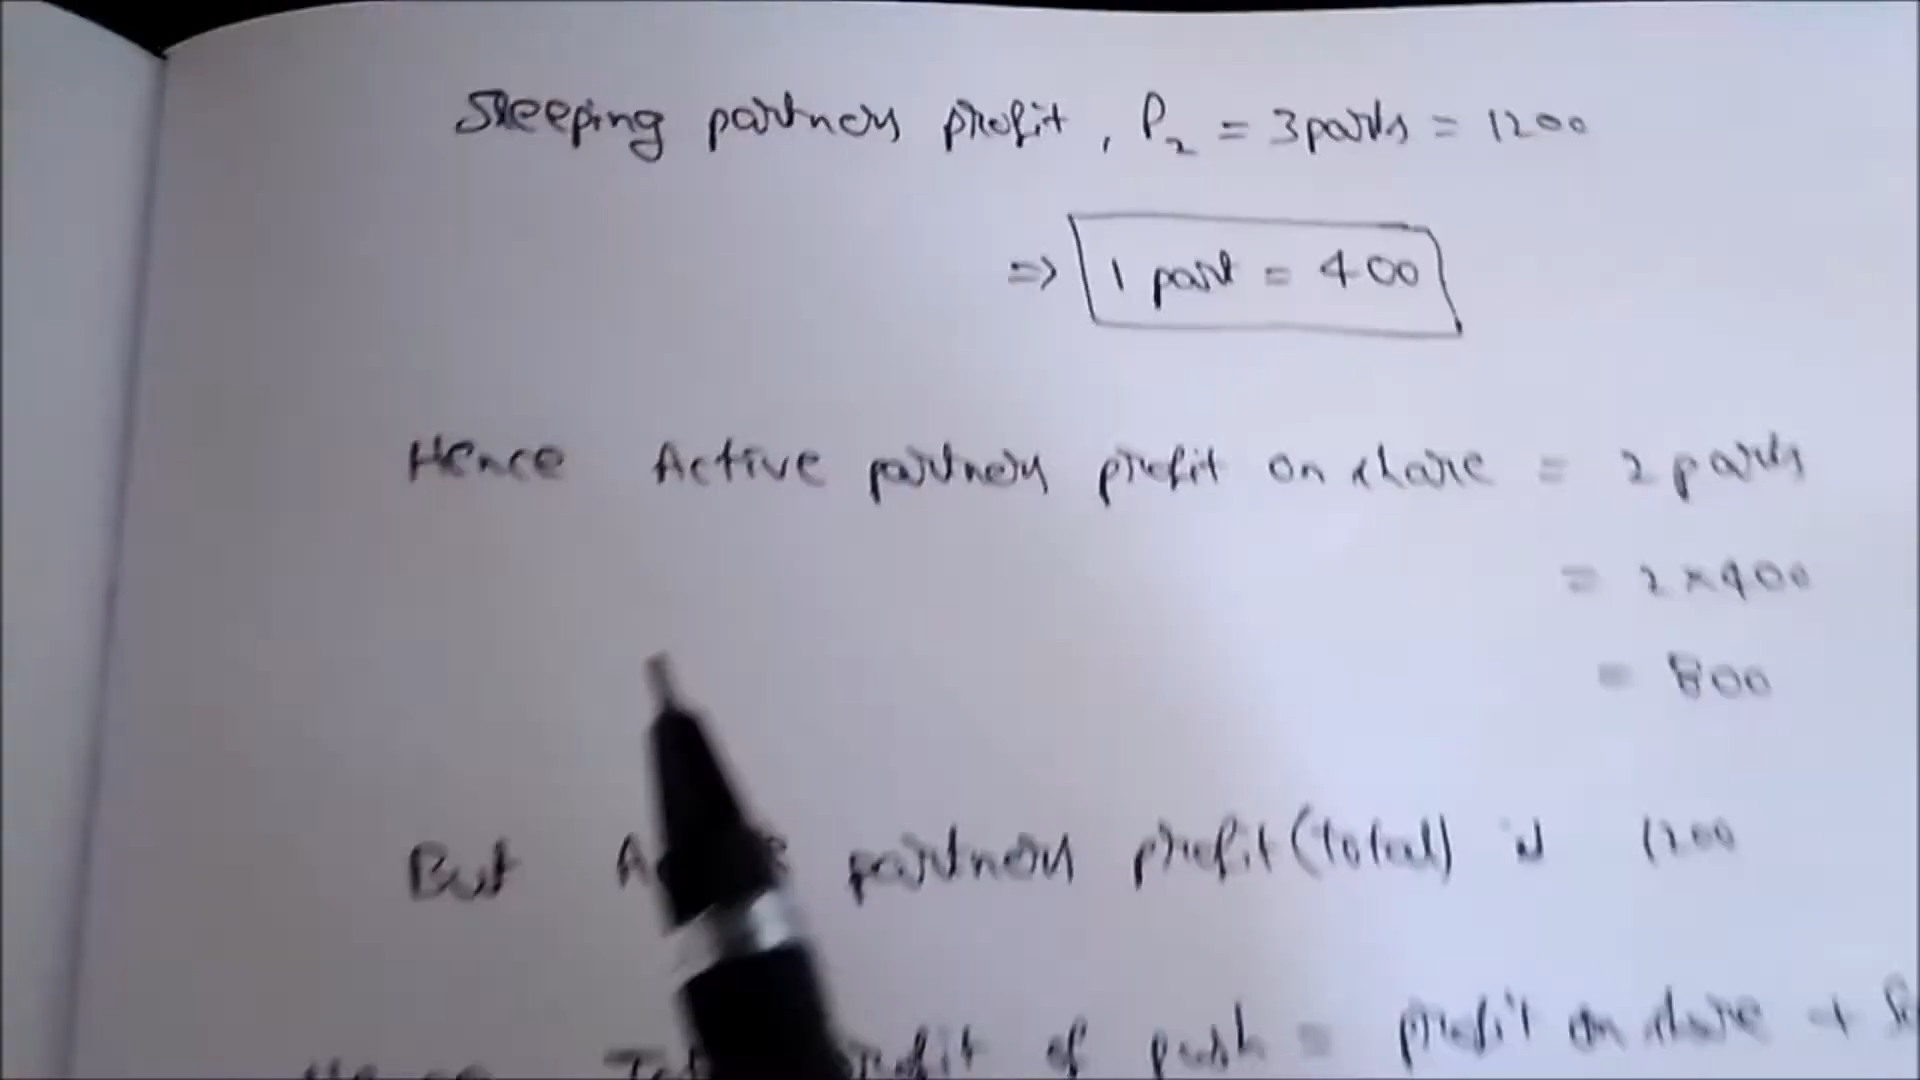 Sleeping partners profit, P₂ = 3 parts = 1200
=> 1 part = 400
Hence Active partners profit on share = 2 parts
= 2 × 400
= 800
But partners profit (total) is 1200
Hence profit of = profit on share +